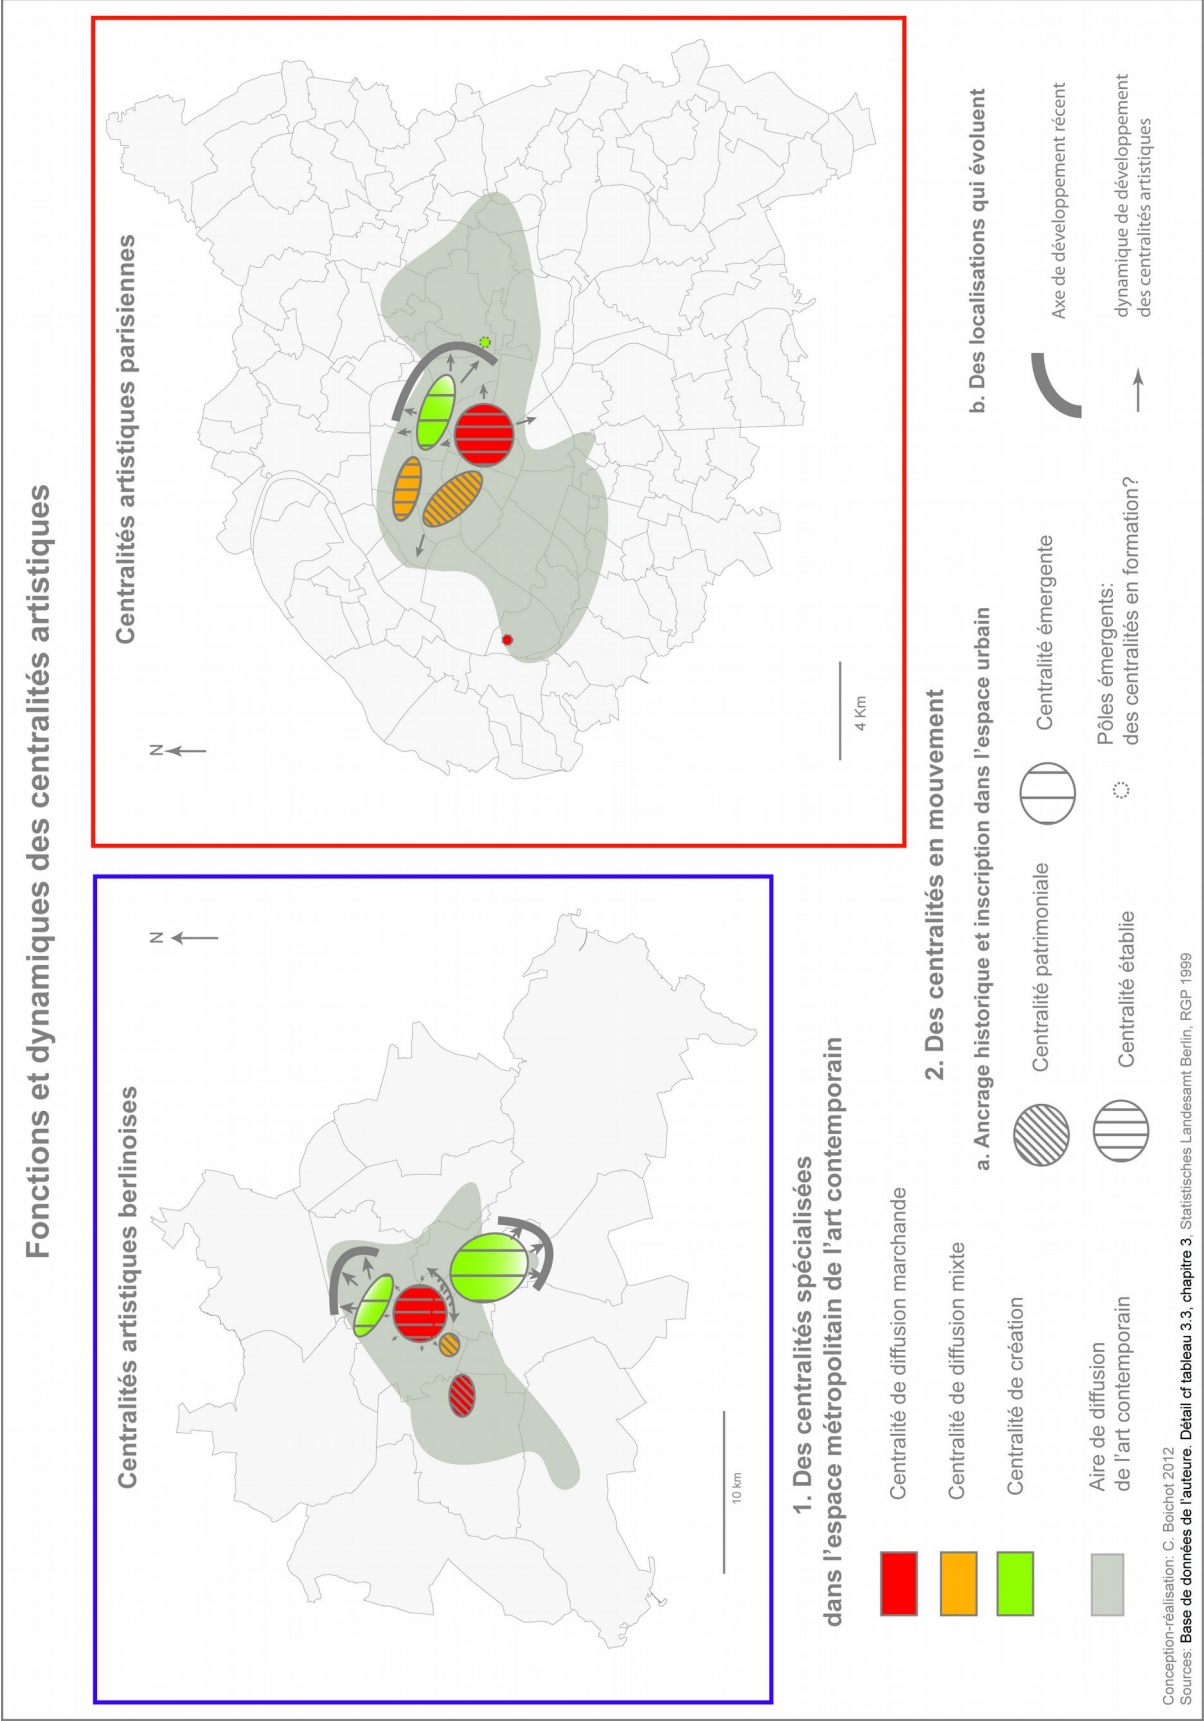 Fonctions et dynamiques des centralités artistiques
Centralités artistiques berlinoises
N
10 km
Centralités artistiques parisiennes
N
4 Km
1. Des centralités spécialisées
dans l'espace métropolitain de l'art contemporain
Centralité de diffusion marchande
Centralité de diffusion mixte
Centralité de création
Aire de diffusion
de l'art contemporain
2. Des centralités en mouvement
a. Ancrage historique et inscription dans l'espace urbain
Centralité patrimoniale
Centralité émergente
Centralité établie
Pôles émergents:
des centralités en formation?
b. Des localisations qui évoluent
Axe de développement récent
dynamique de développement
des centralités artistiques
Conception-réalisation: C. Boichot 2012
Sources: Base de données de l'auteure. Détail cf tableau 3.3, chapitre 3, Statistisches Landesamt Berlin, RGP 1999